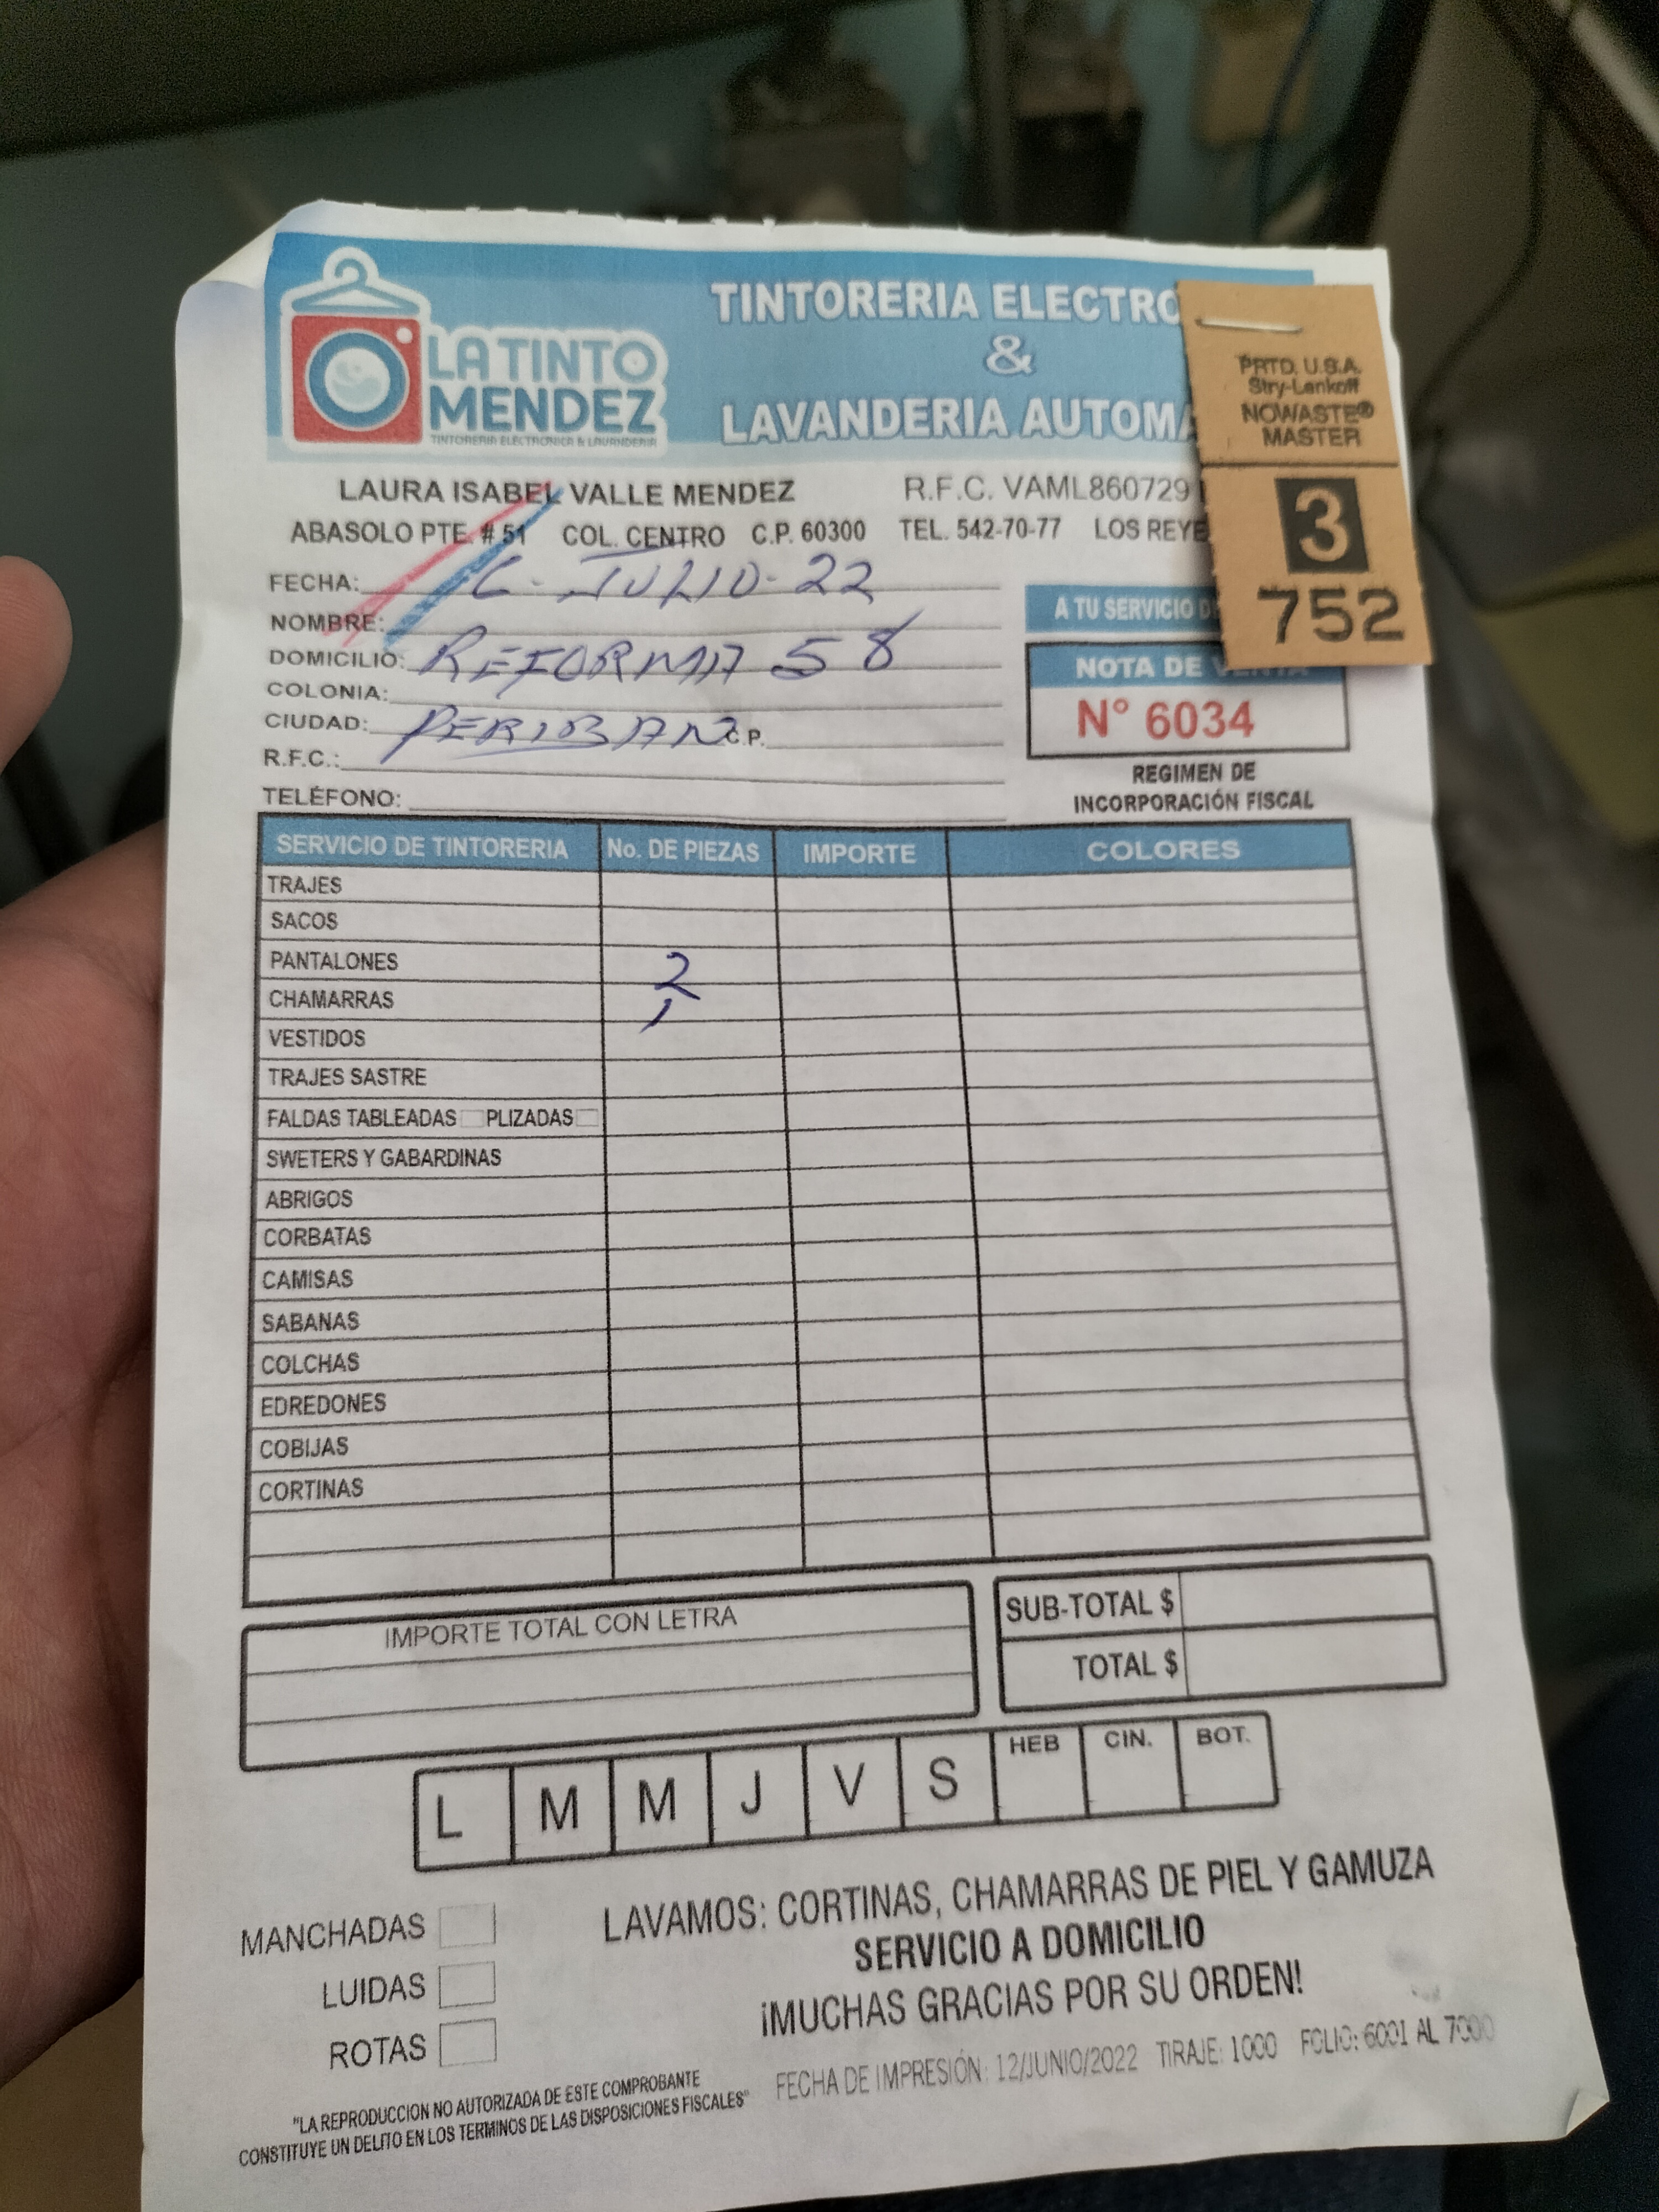 LA TINTO
MENDEZ
TINTORERIA ELECTRONICA & LAVANDERIA
TINTORERIA ELECTRO
&
LAVANDERIA AUTOMA
PRTD. U.S.A.
Stry-Lenkoff
NOWASTE®
MASTER
3
752
LAURA ISABEL VALLE MENDEZ R.F.C. VAML860729
ABASOLO PTE. # 51 COL. CENTRO C.P. 60300 TEL. 542-70-77 LOS REYE
FECHA: 6 - JULIO - 22
NOMBRE:
DOMICILIO: REFORMA 58
COLONIA:
CIUDAD: PERIBAN C.P.
R.F.C.:
TELÉFONO:
A TU SERVICIO D
NOTA DE VENTA
N° 6034
REGIMEN DE
INCORPORACIÓN FISCAL
SERVICIO DE TINTORERIA No. DE PIEZAS IMPORTE COLORES
TRAJES
SACOS
PANTALONES 2
CHAMARRAS 1
VESTIDOS
TRAJES SASTRE
FALDAS TABLEADAS PLIZADAS
SWETERS Y GABARDINAS
ABRIGOS
CORBATAS
CAMISAS
SABANAS
COLCHAS
EDREDONES
COBIJAS
CORTINAS
IMPORTE TOTAL CON LETRA
SUB-TOTAL $
TOTAL $
L M M J V S HEB CIN. BOT.
MANCHADAS
LUIDAS
ROTAS
LAVAMOS: CORTINAS, CHAMARRAS DE PIEL Y GAMUZA
SERVICIO A DOMICILIO
¡MUCHAS GRACIAS POR SU ORDEN!
FECHA DE IMPRESIÓN: 12/JUNIO/2022 TIRAJE: 1000 FOLIO: 6001 AL 7000
"LA REPRODUCCION NO AUTORIZADA DE ESTE COMPROBANTE
CONSTITUYE UN DELITO EN LOS TERMINOS DE LAS DISPOSICIONES FISCALES"